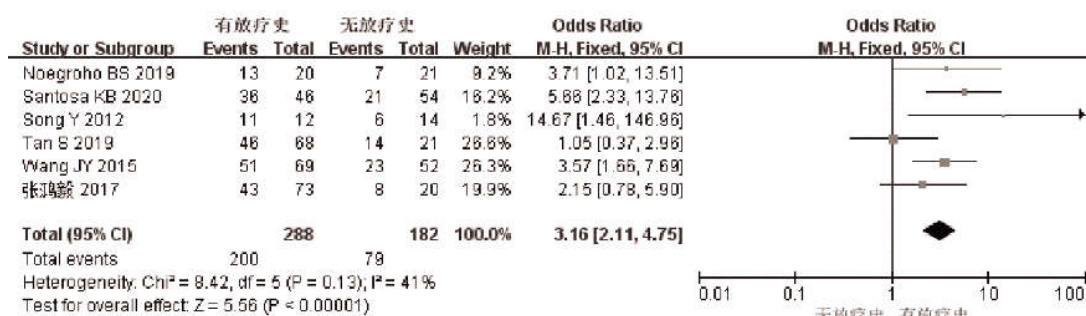 有放疗史 无放疗史 Odds Ratio Odds Ratio
Study or Subgroup Events Total Events Total Weight M-H, Fixed, 95% CI M-H, Fixed, 95% CI
Noegroho BS 2019 13 20 7 21 9.2% 3.71 [1.02, 13.51]
Santosa KB 2020 36 46 21 54 16.2% 5.66 [2.33, 13.76]
Song Y 2012 11 12 6 14 1.8% 14.67 [1.46, 146.96]
Tan S 2019 46 68 14 21 26.6% 1.05 [0.37, 2.96]
Wang JY 2015 51 69 23 52 26.3% 3.57 [1.66, 7.69]
张鸿毅 2017 43 73 8 20 19.9% 2.15 [0.78, 5.90]
Total (95% CI) 288 182 100.0% 3.16 [2.11, 4.75]
Total events 200 79
Heterogeneity: Chi² = 8.42, df = 5 (P = 0.13); I² = 41%
Test for overall effect: Z = 5.56 (P < 0.00001)
0.01 0.1 1 10 100
无放疗史 有放疗史